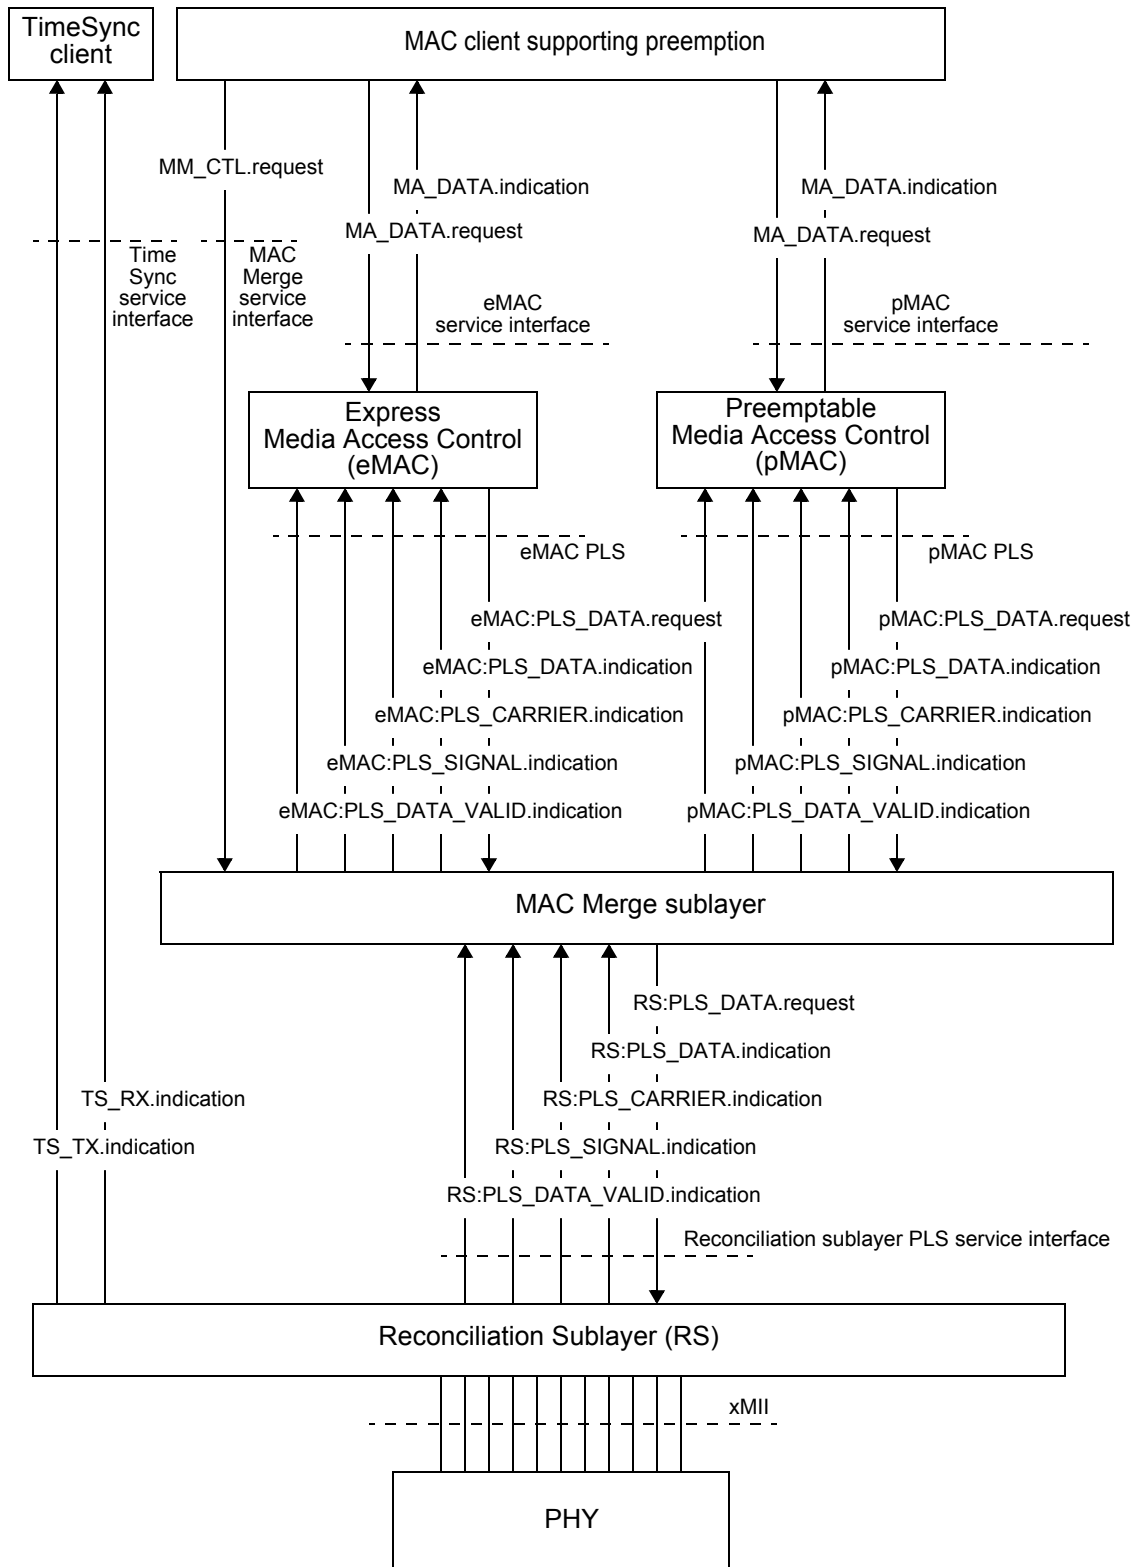 TimeSync
client
MAC client supporting preemption
MM_CTL.request
MA_DATA.indication
MA_DATA.indication
MA_DATA.request
MA_DATA.request
Time
Sync
service
interface
MAC
Merge
service
interface
eMAC
service interface
pMAC
service interface
Express
Media Access Control
(eMAC)
Preemptable
Media Access Control
(pMAC)
eMAC PLS
pMAC PLS
eMAC:PLS_DATA.request
pMAC:PLS_DATA.request
eMAC:PLS_DATA.indication
pMAC:PLS_DATA.indication
eMAC:PLS_CARRIER.indication
pMAC:PLS_CARRIER.indication
eMAC:PLS_SIGNAL.indication
pMAC:PLS_SIGNAL.indication
eMAC:PLS_DATA_VALID.indication
pMAC:PLS_DATA_VALID.indication
MAC Merge sublayer
RS:PLS_DATA.request
RS:PLS_DATA.indication
TS_RX.indication
RS:PLS_CARRIER.indication
TS_TX.indication
RS:PLS_SIGNAL.indication
RS:PLS_DATA_VALID.indication
Reconciliation sublayer PLS service interface
Reconciliation Sublayer (RS)
xMII
PHY